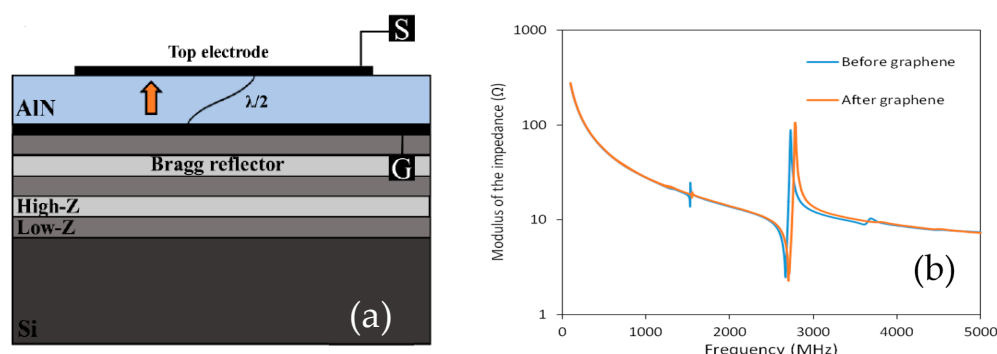 S
Top electrode
λ/2
AlN
G
Bragg reflector
High-Z
Low-Z
Si
(a)
1000
100
10
1
Modulus of the impedance (Ω)
Before graphene
After graphene
(b)
0
1000
2000
3000
4000
5000
Frequency (MHz)